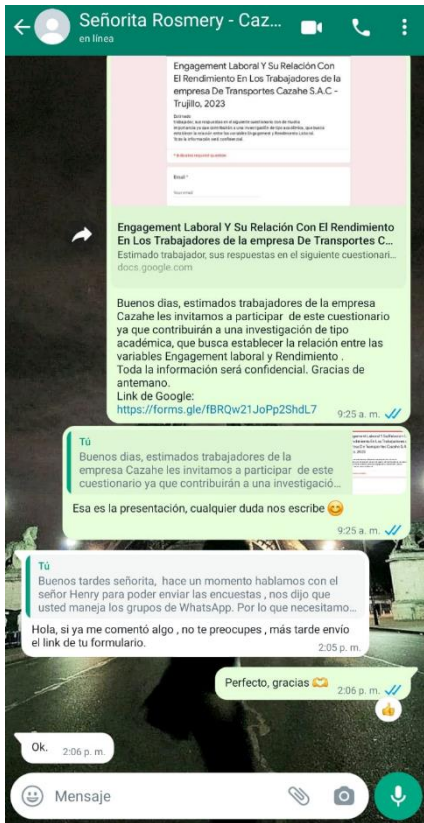 Señorita Rosmery - Caz...
en línea
Engagement Laboral Y Su Relación Con
El Rendimiento En Los Trabajadores de la
empresa De Transportes Cazahe S.A.C -
Trujillo, 2023
Email *
Engagement Laboral Y Su Relación Con El Rendimiento
En Los Trabajadores de la empresa De Transportes C...
Estimado trabajador, sus respuestas en el siguiente cuestionari...
docs.google.com
Buenos dias, estimados trabajadores de la empresa
Cazahe les invitamos a participar de este cuestionario
ya que contribuirán a una investigación de tipo
académica, que busca establecer la relación entre las
variables Engagement laboral y Rendimiento .
Toda la información será confidencial. Gracias de
antemano.
Link de Google:
https://forms.gle/fBRQw21JoPp2ShdL7 9:25 a. m.
Tú
Buenos dias, estimados trabajadores de la
empresa Cazahe les invitamos a participar de este
cuestionario ya que contribuirán a una investigació...
Esa es la presentación, cualquier duda nos escribe 😊
9:25 a. m.
Tú
Buenos tardes señorita, hace un momento hablamos con el
señor Henry para poder enviar las encuestas , nos dijo que
usted maneja los grupos de WhatsApp. Por lo que necesitamo...
Hola, si ya me comentó algo , no te preocupes , más tarde envío
el link de tu formulario.
2:05 p. m.
Perfecto, gracias 🫶 2:06 p. m.
👍
Ok. 2:06 p. m.
Mensaje